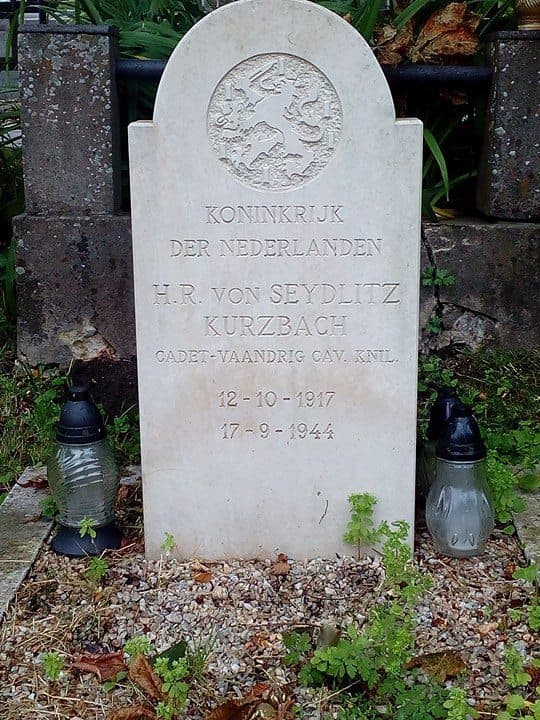 KONINKRIJK
DER NEDERLANDEN
H.R. VON SEYDLITZ
KURZBACH
CADET-VAANDRIG CAV. KNIL.
12-10-1917
17-9-1944